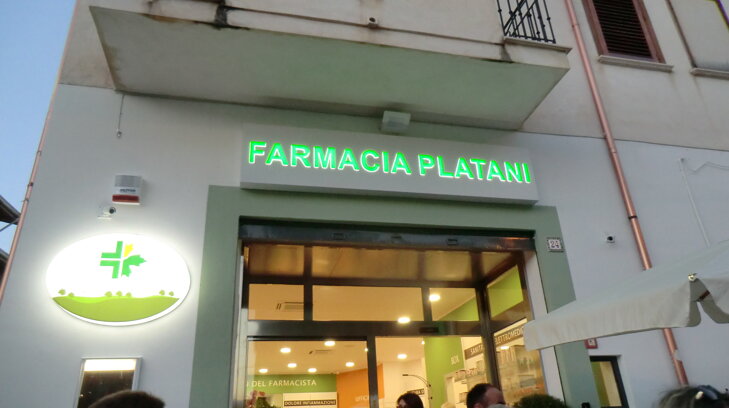 FARMACIA PLATANI
24
DEL FARMACISTA
DOLORE INFIAMMAZIONE